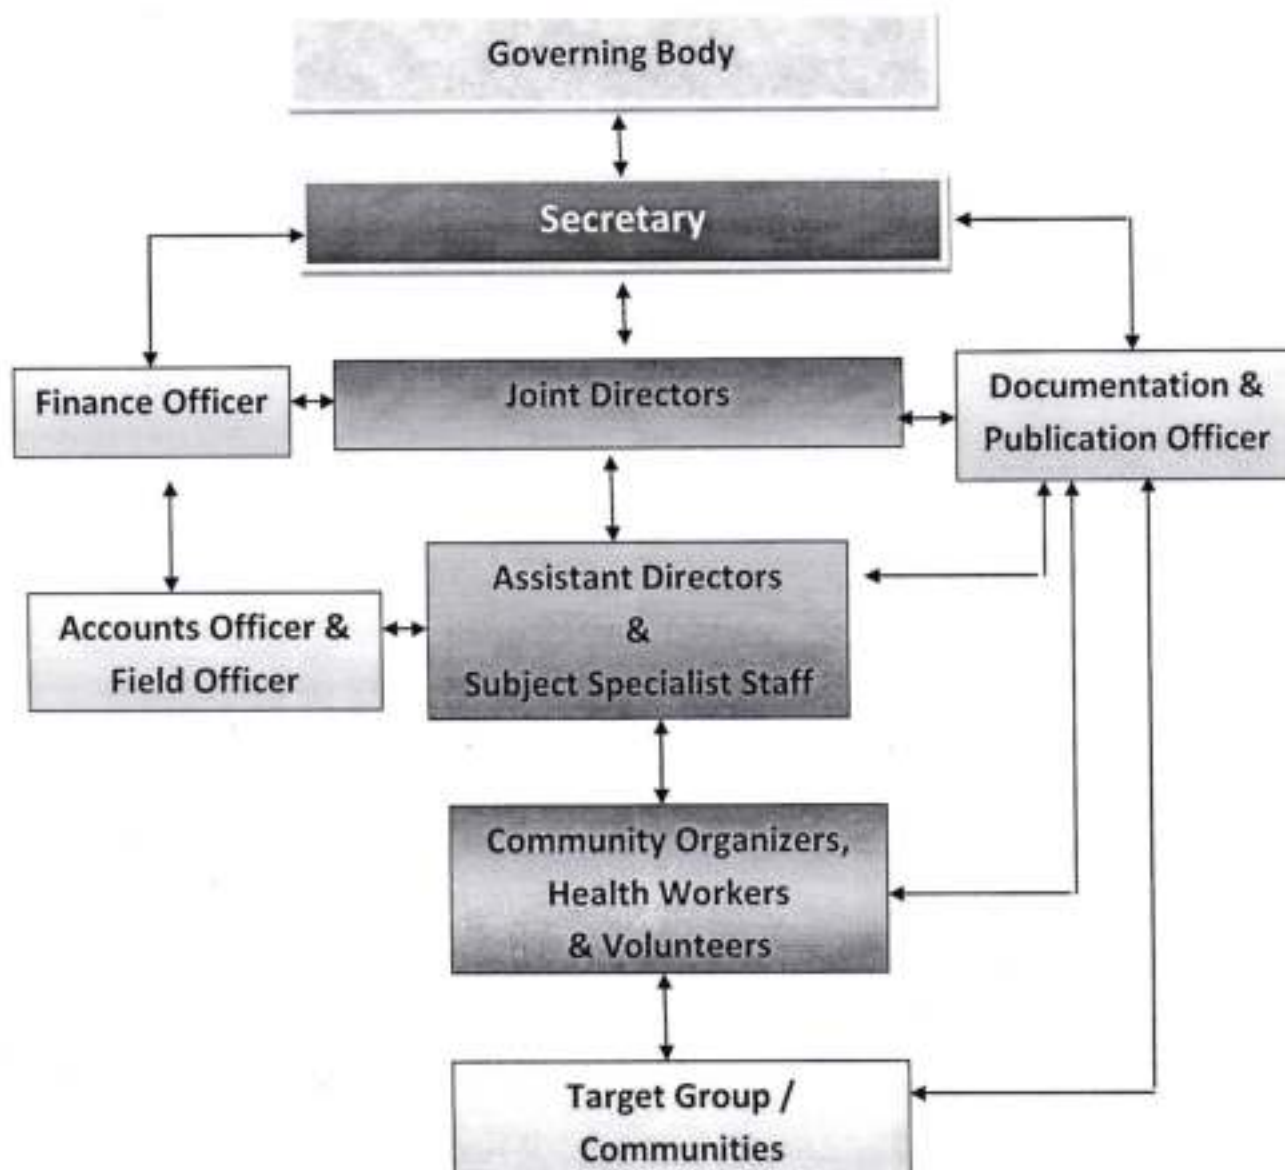 Governing Body
Secretary
Finance Officer
Joint Directors
Documentation &
Publication Officer
Assistant Directors
&
Subject Specialist Staff
Accounts Officer &
Field Officer
Community Organizers,
Health Workers
& Volunteers
Target Group /
Communities